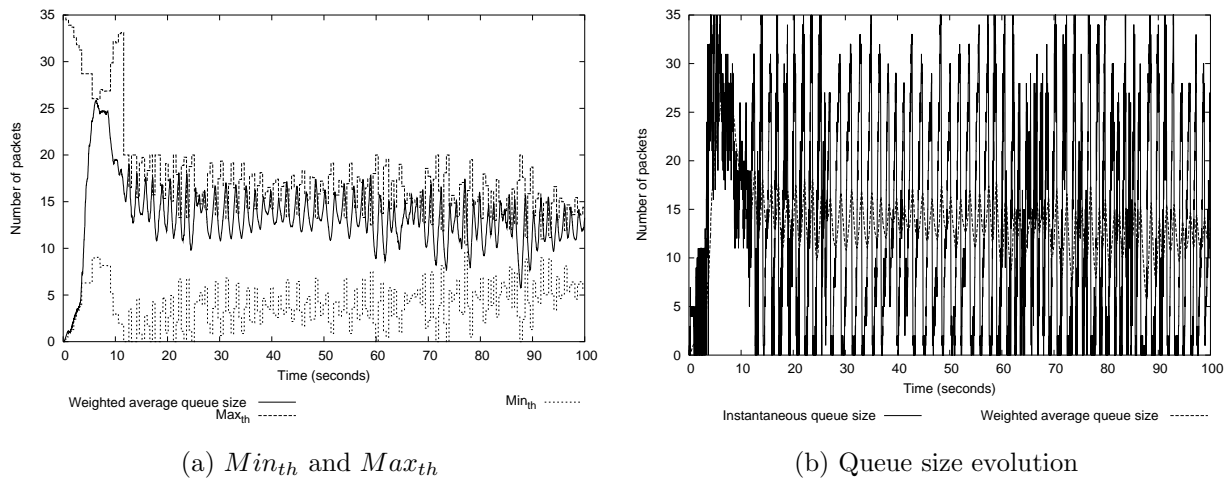 35
30
25
20
15
10
5
0
Number of packets
0 10 20 30 40 50 60 70 80 90 100
Time (seconds)
Weighted average queue size
Max_th
Min_th
(a) Min_th and Max_th
35
30
25
20
15
10
5
0
Number of packets
0 10 20 30 40 50 60 70 80 90 100
Time (seconds)
Instantaneous queue size
Weighted average queue size
(b) Queue size evolution